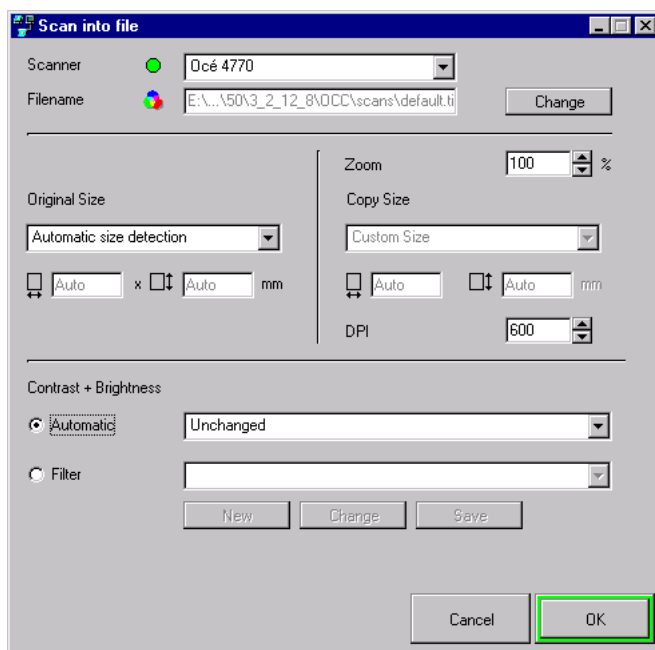 Scan into file
Scanner Océ 4770
Filename E:\...\50\3_2_12_8\OCC\scans\default.ti Change
Zoom 100 %
Original Size Copy Size
Automatic size detection Custom Size
Auto x Auto mm Auto Auto mm
DPI 600
Contrast + Brightness
Automatic Unchanged
Filter
New Change Save
Cancel OK